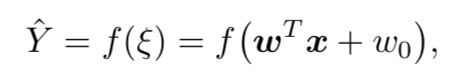 Ŷ = f(ξ) = f(𝒘ᵀ𝒙 + w₀),